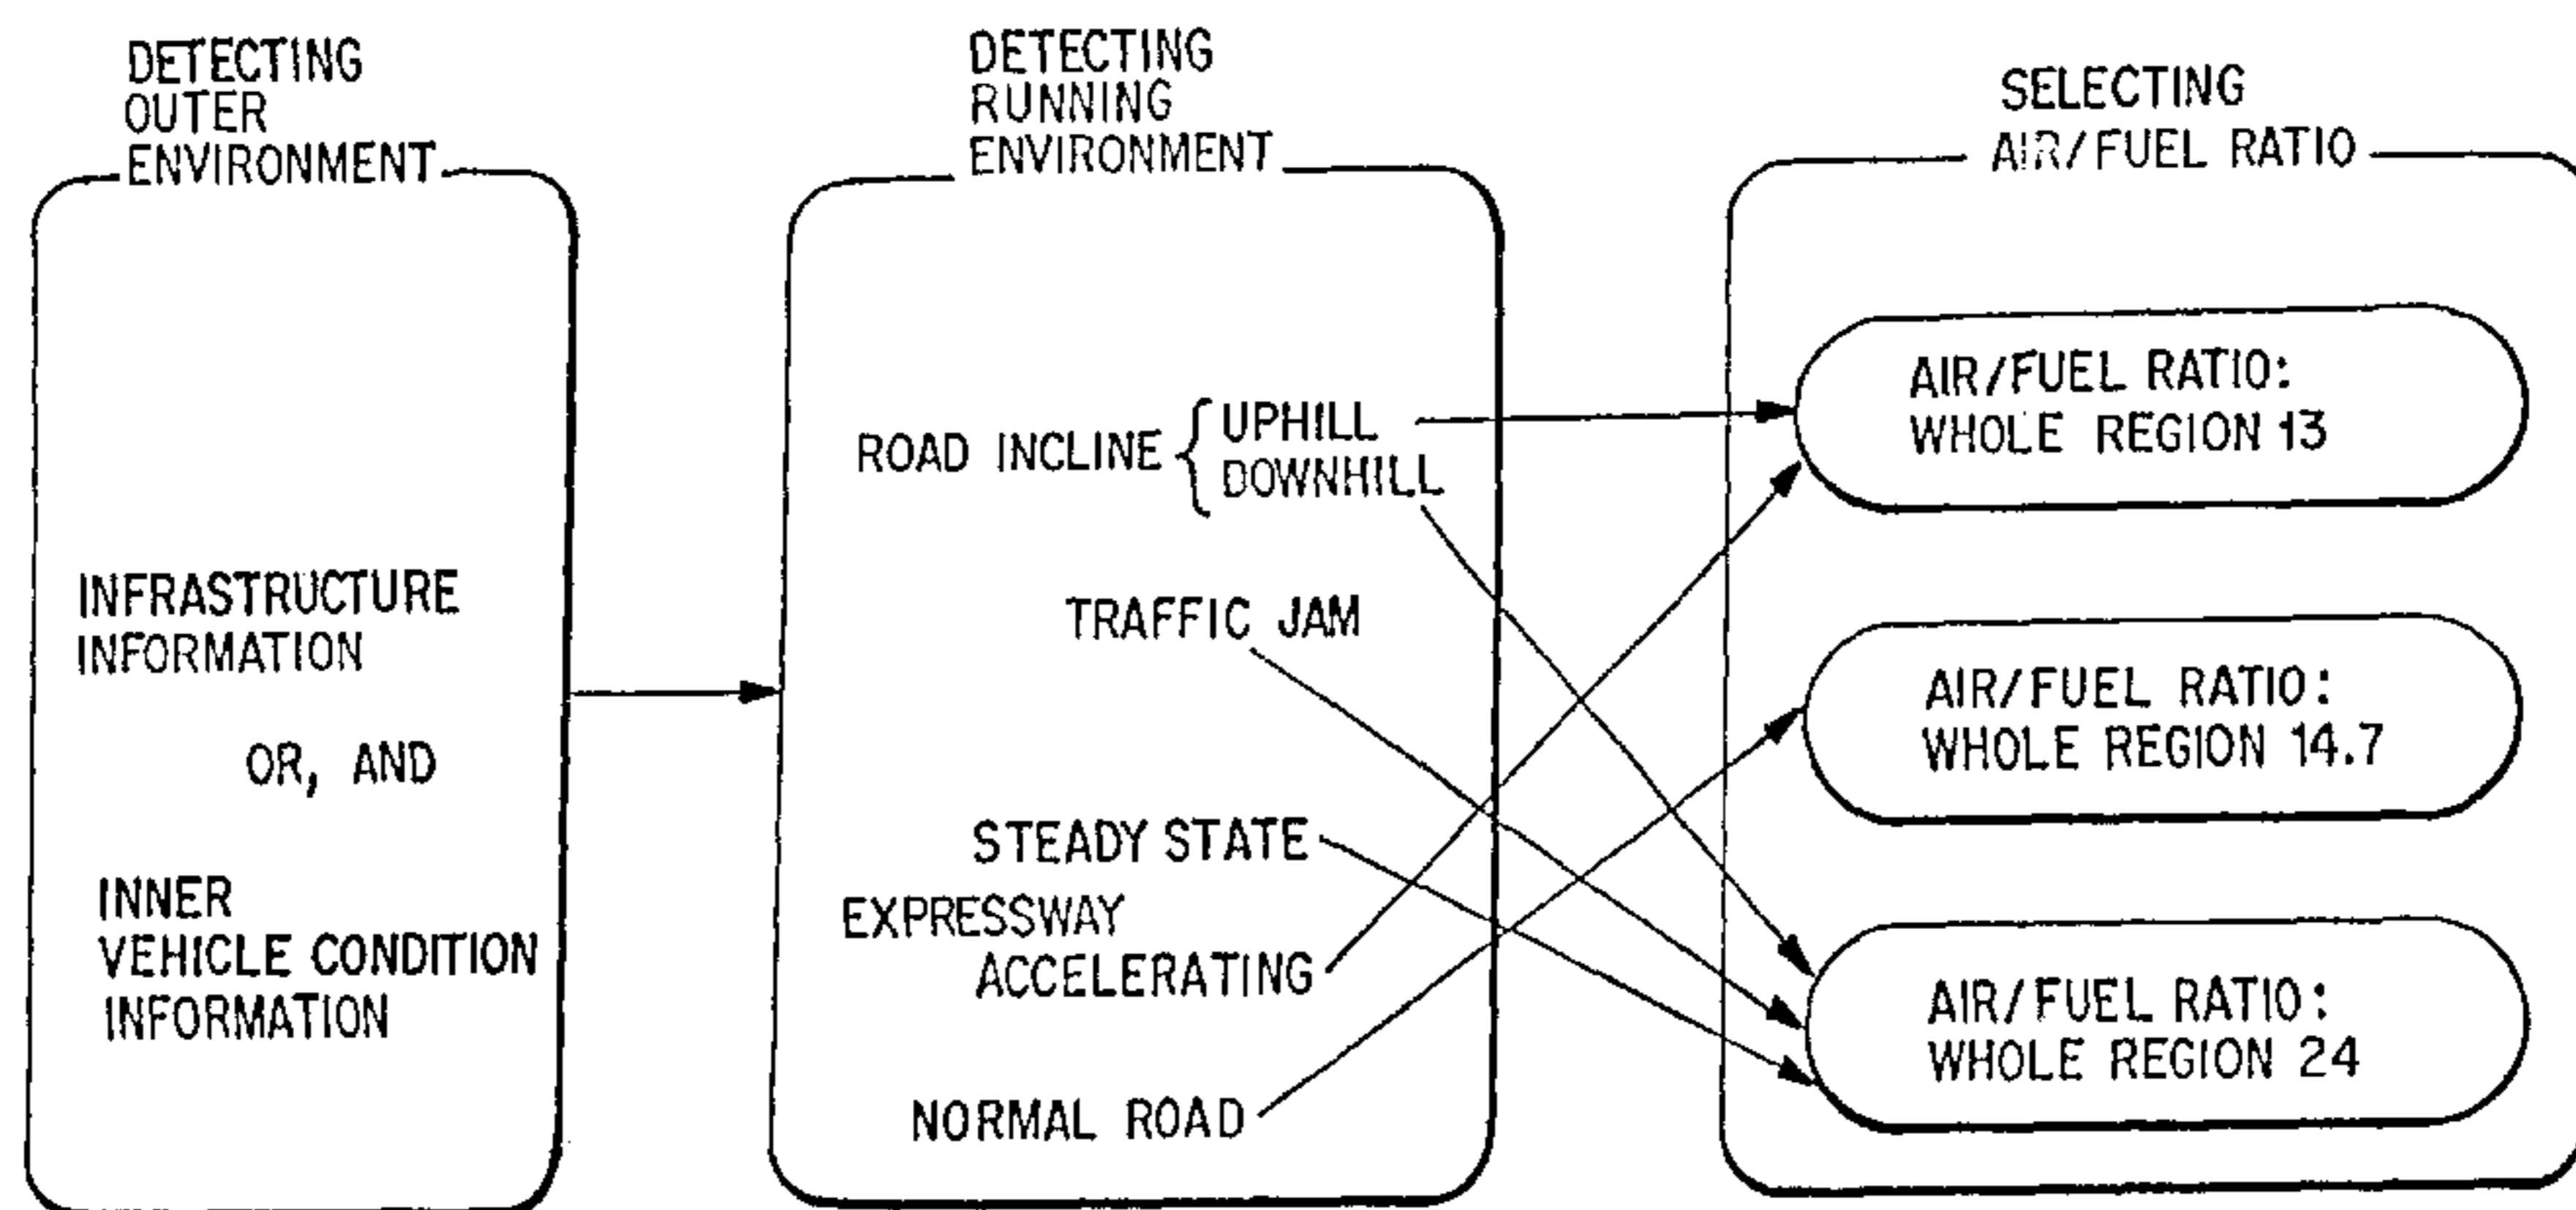 DETECTING
OUTER
ENVIRONMENT
INFRASTRUCTURE
INFORMATION
OR, AND
INNER
VEHICLE CONDITION
INFORMATION
DETECTING
RUNNING
ENVIRONMENT
ROAD INCLINE
UPHILL
DOWNHILL
TRAFFIC JAM
STEADY STATE
EXPRESSWAY
ACCELERATING
NORMAL ROAD
SELECTING
AIR/FUEL RATIO
AIR/FUEL RATIO:
WHOLE REGION 13
AIR/FUEL RATIO:
WHOLE REGION 14.7
AIR/FUEL RATIO:
WHOLE REGION 24